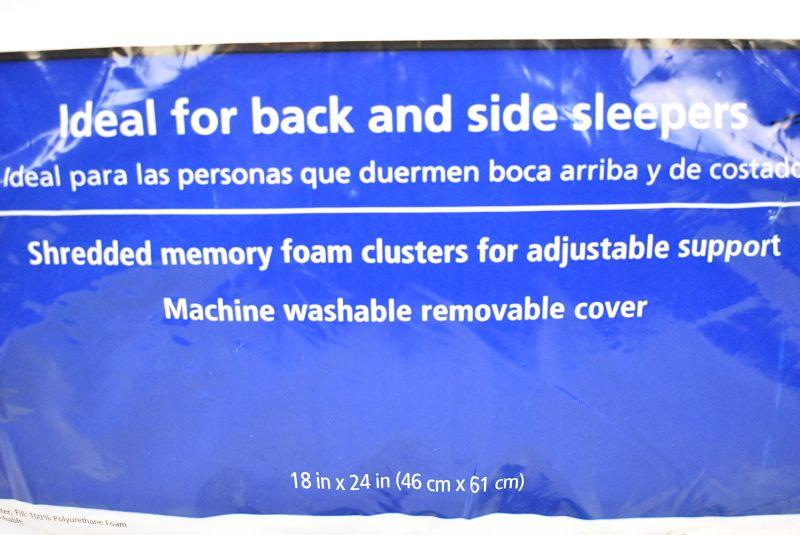 Ideal for back and side sleepers
Ideal para las personas que duermen boca arriba y de costado
Shredded memory foam clusters for adjustable support
Machine washable removable cover
18 in x 24 in (46 cm x 61 cm)
Fill: 100% Polyurethane Foam